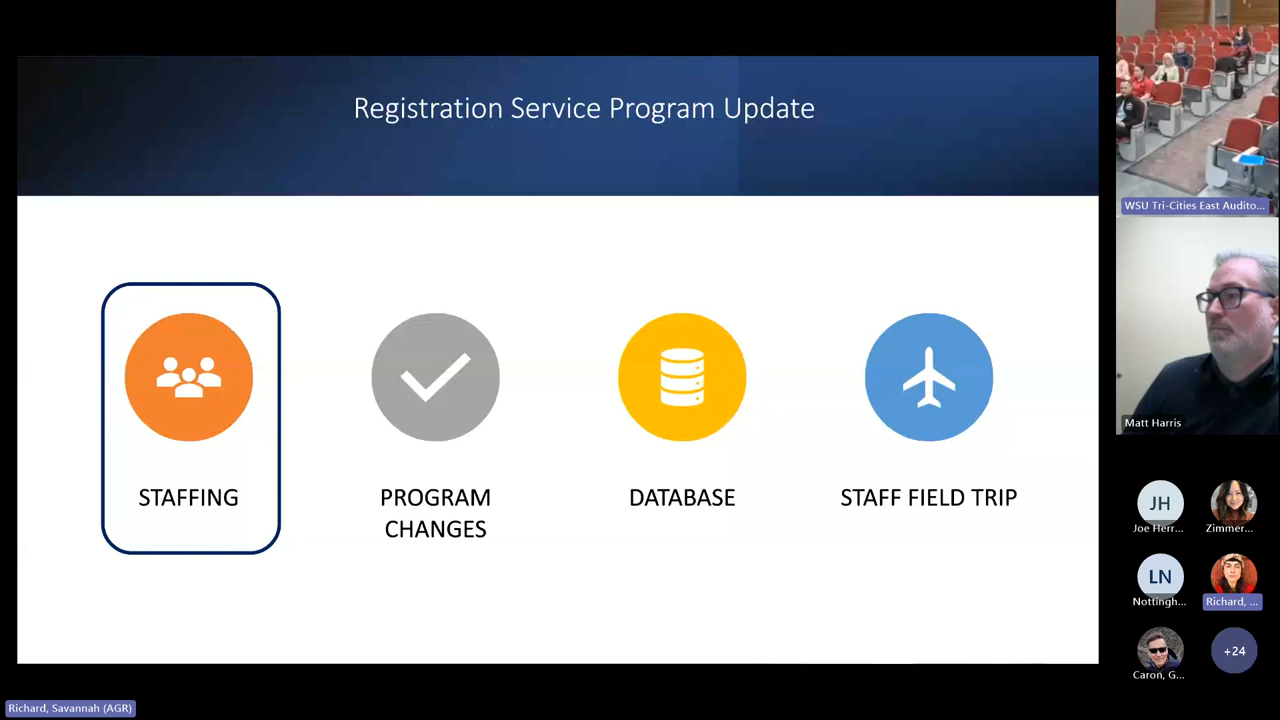 Registration Service Program Update
STAFFING
PROGRAM
CHANGES
DATABASE
STAFF FIELD TRIP
WSU Tri-Cities East Audito...
Matt Harris
JH
Joe Herr...
Zimmer...
LN
Nottingh...
Richard, ...
Caron, G...
+24
Richard, Savannah (AGR)